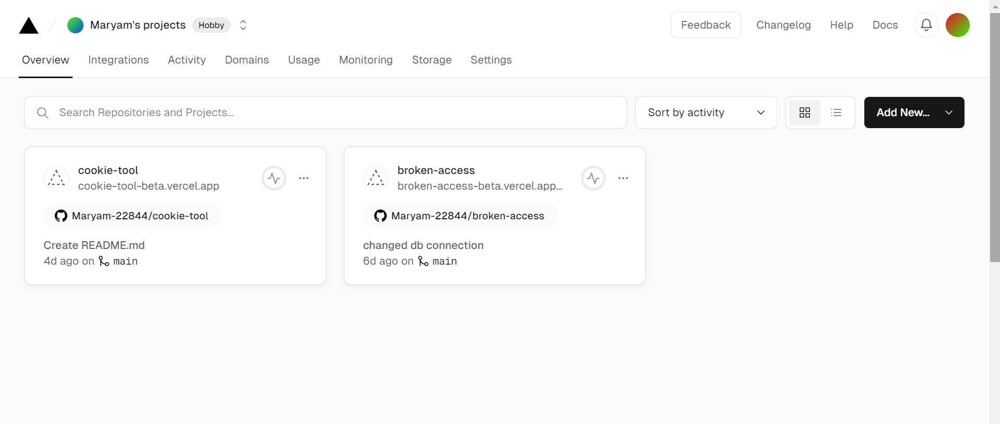 Maryam's projects Hobby
Feedback Changelog Help Docs
Overview Integrations Activity Domains Usage Monitoring Storage Settings
Search Repositories and Projects...
Sort by activity
Add New...
cookie-tool
cookie-tool-beta.vercel.app
Maryam-22844/cookie-tool
Create README.md
4d ago on main
broken-access
broken-access-beta.vercel.app...
Maryam-22844/broken-access
changed db connection
6d ago on main